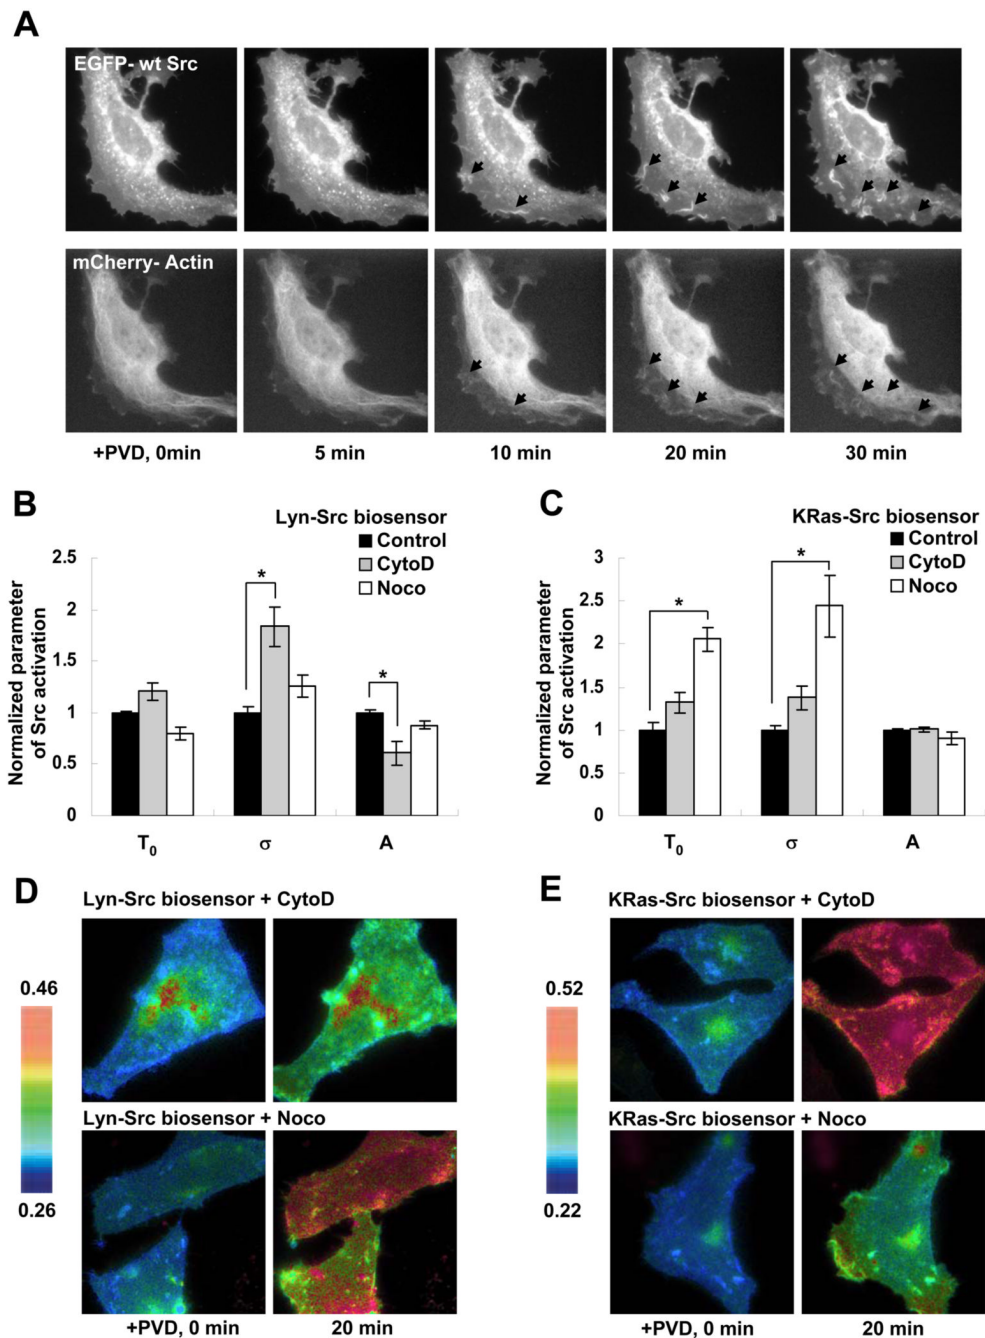 A
EGFP- wt Src
mCherry- Actin
+PVD, 0min 5 min 10 min 20 min 30 min
B
Lyn-Src biosensor
Control
CytoD
Noco
Normalized parameter
of Src activation
2.5
2
1.5
1
0.5
0
*
*
T0 σ A
C
KRas-Src biosensor
Control
CytoD
Noco
Normalized parameter
of Src activation
3
2.5
2
1.5
1
0.5
0
*
*
T0 σ A
D
Lyn-Src biosensor + CytoD
0.46
0.26
Lyn-Src biosensor + Noco
+PVD, 0 min 20 min
E
KRas-Src biosensor + CytoD
0.52
0.22
KRas-Src biosensor + Noco
+PVD, 0 min 20 min